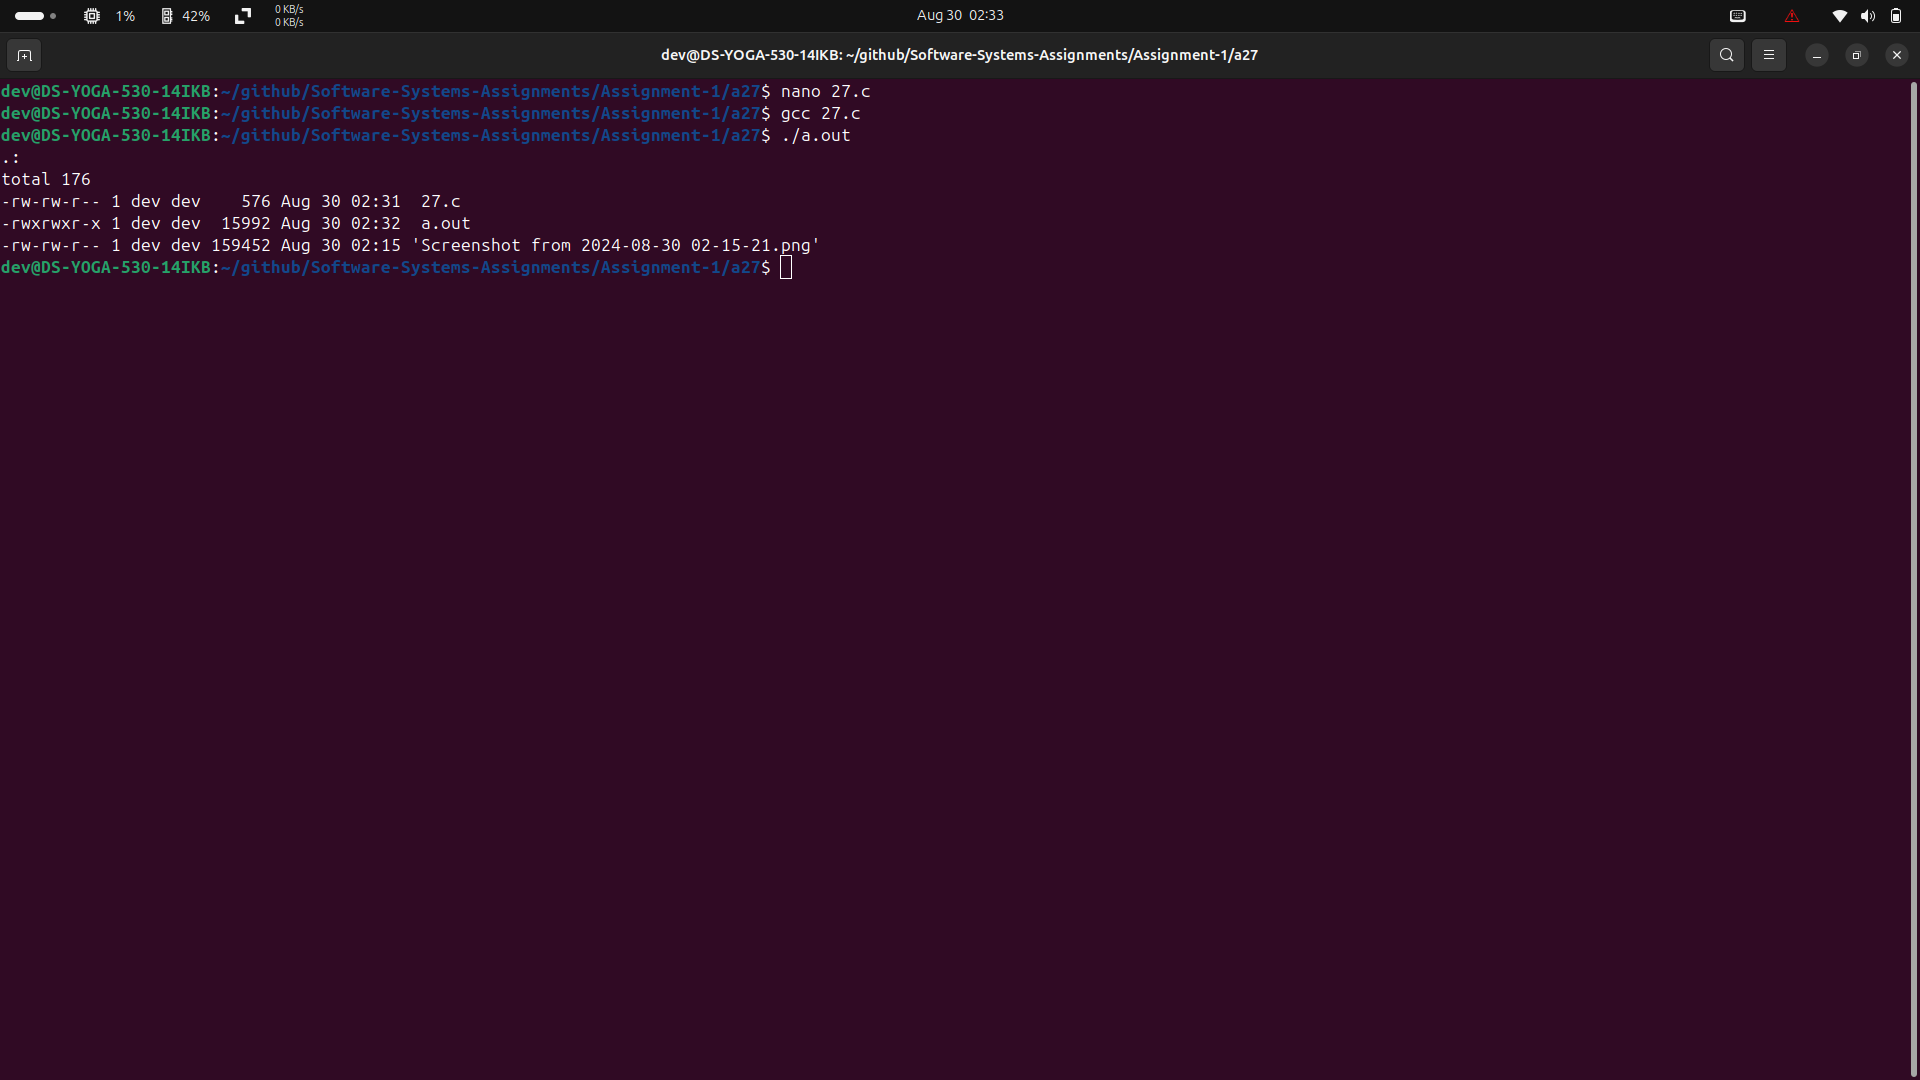 1% 42% 0 KB/s
0 KB/s
Aug 30 02:33
dev@DS-YOGA-530-14IKB: ~/github/Software-Systems-Assignments/Assignment-1/a27
dev@DS-YOGA-530-14IKB:~/github/Software-Systems-Assignments/Assignment-1/a27$ nano 27.c
dev@DS-YOGA-530-14IKB:~/github/Software-Systems-Assignments/Assignment-1/a27$ gcc 27.c
dev@DS-YOGA-530-14IKB:~/github/Software-Systems-Assignments/Assignment-1/a27$ ./a.out
.:
total 176
-rw-rw-r-- 1 dev dev    576 Aug 30 02:31  27.c
-rwxrwxr-x 1 dev dev  15992 Aug 30 02:32  a.out
-rw-rw-r-- 1 dev dev 159452 Aug 30 02:15 'Screenshot from 2024-08-30 02-15-21.png'
dev@DS-YOGA-530-14IKB:~/github/Software-Systems-Assignments/Assignment-1/a27$